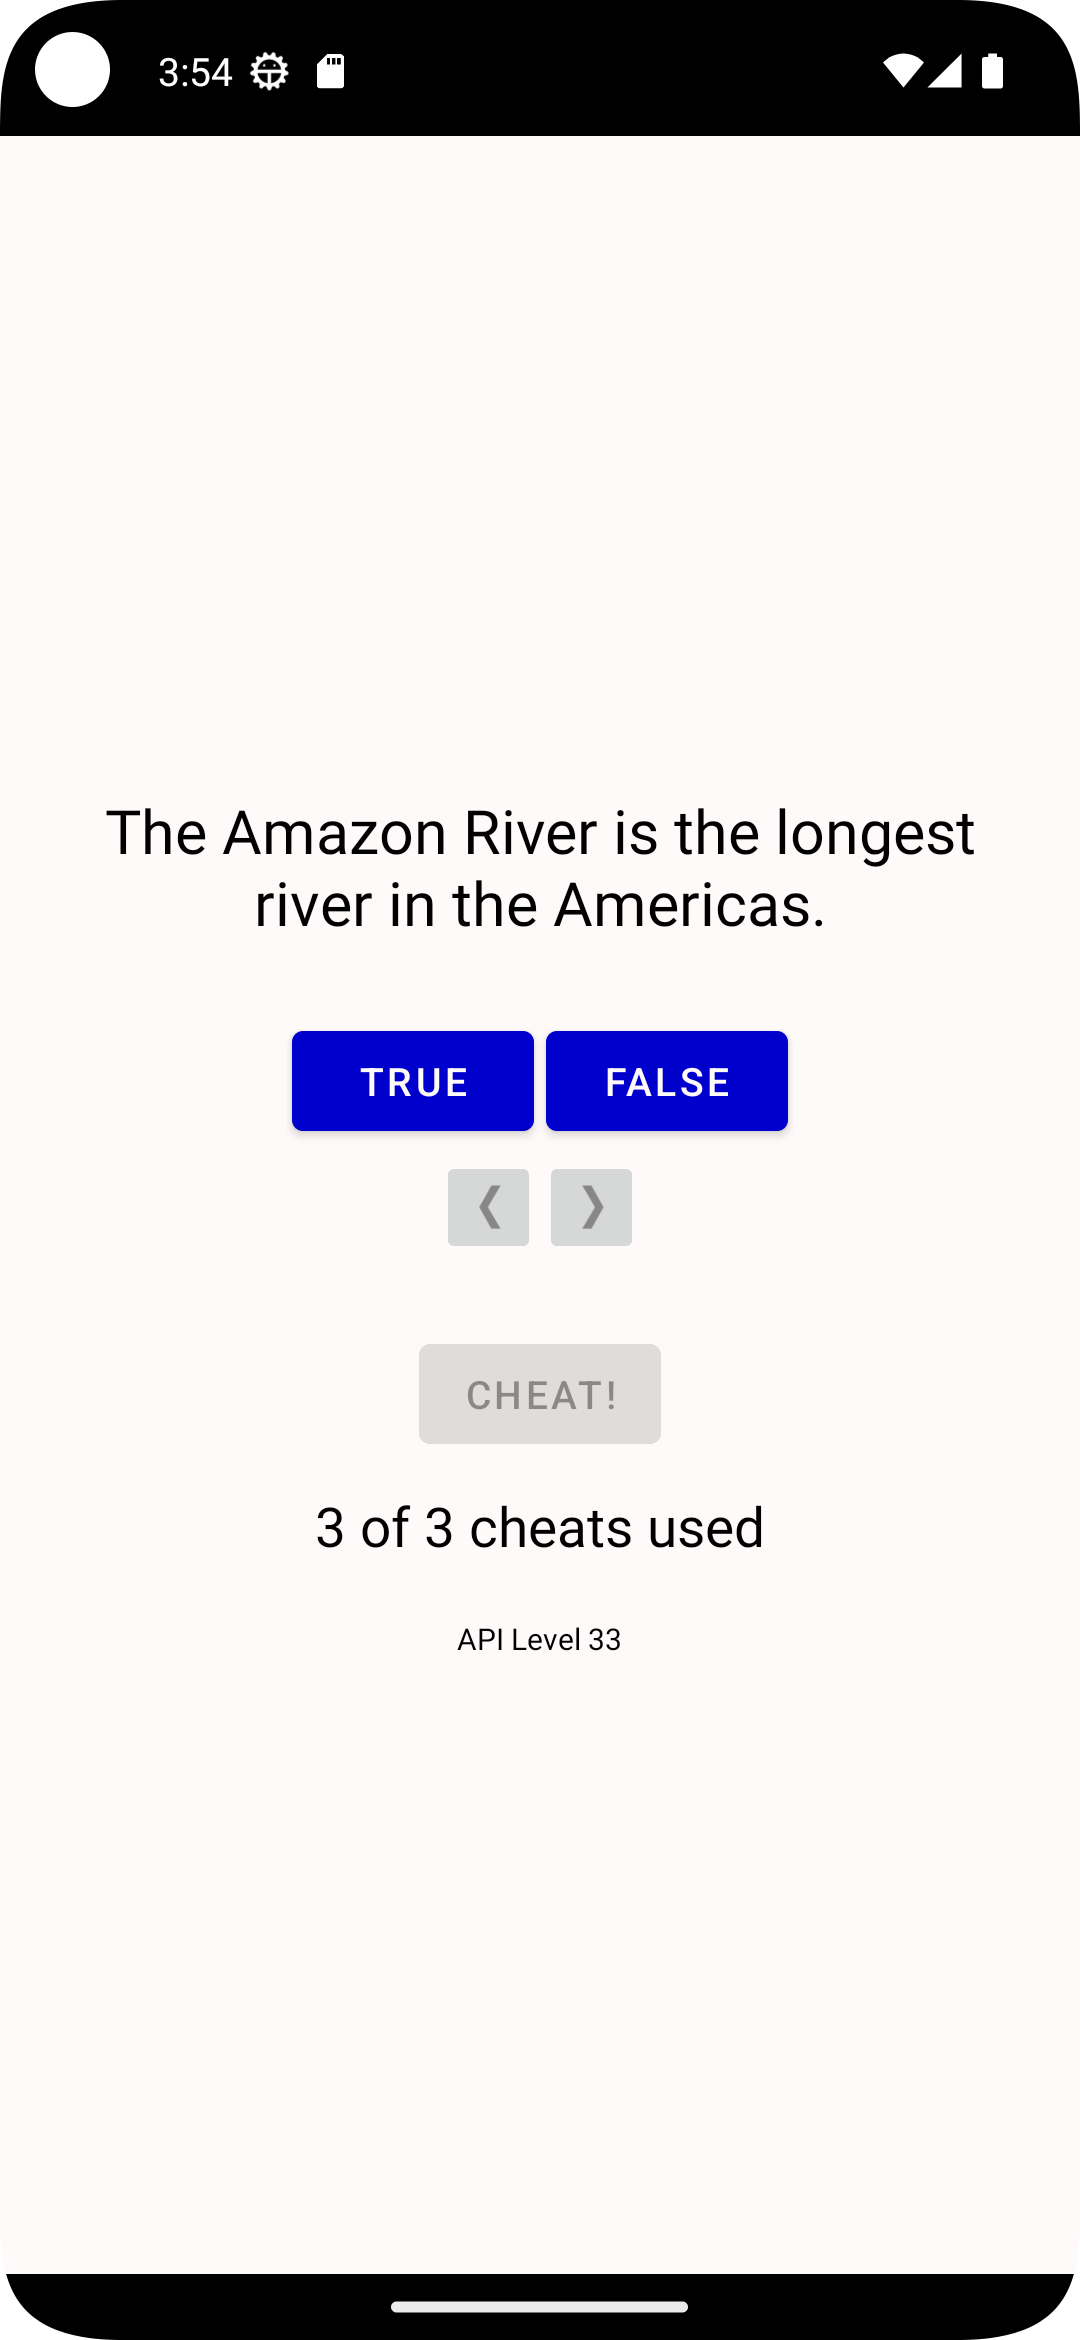 3:54
The Amazon River is the longest
river in the Americas.
TRUE FALSE
❮ ❯
CHEAT!
3 of 3 cheats used
API Level 33